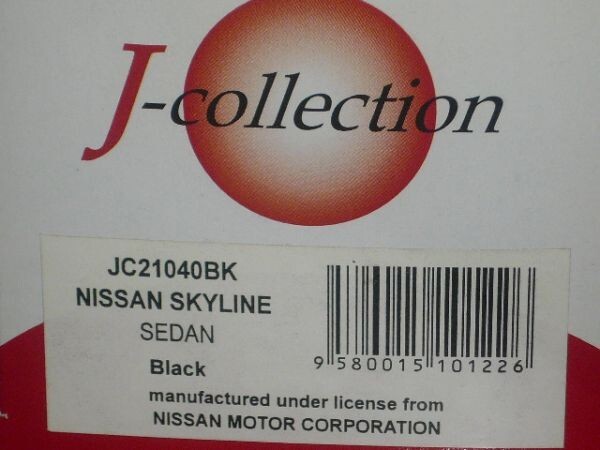 J-collection
JC21040BK
NISSAN SKYLINE
SEDAN
Black
9 580015 101226
manufactured under license from
NISSAN MOTOR CORPORATION